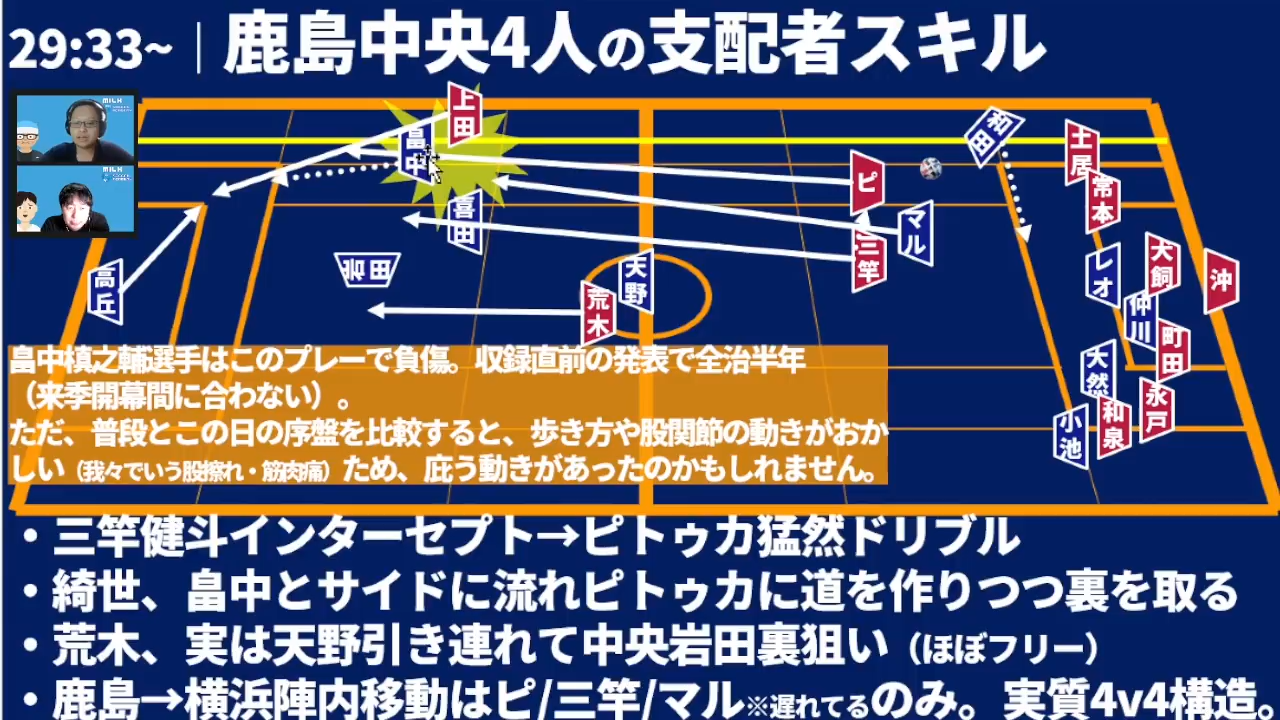 29:33~｜鹿島中央4人の支配者スキル
MILK
MILK
上田
畠中
和田
土居
ピ
常本
喜田
マル
三竿
大飼
レオ
沖
高丘
岩田
天野
荒木
仲川
町田
大然
永戸
和泉
小池
畠中槙之輔選手はこのプレーで負傷。収録直前の発表で全治半年
（来季開幕間に合わない）。
ただ、普段とこの日の序盤を比較すると、歩き方や股関節の動きがおか
しい（我々でいう股擦れ・筋肉痛）ため、庇う動きがあったのかもしれません。
・三竿健斗インターセプト→ピトゥカ猛然ドリブル
・綺世、畠中とサイドに流れピトゥカに道を作りつつ裏を取る
・荒木、実は天野引き連れて中央岩田裏狙い（ほぼフリー）
・鹿島→横浜陣内移動はピ/三竿/マル※遅れてるのみ。実質4v4構造。